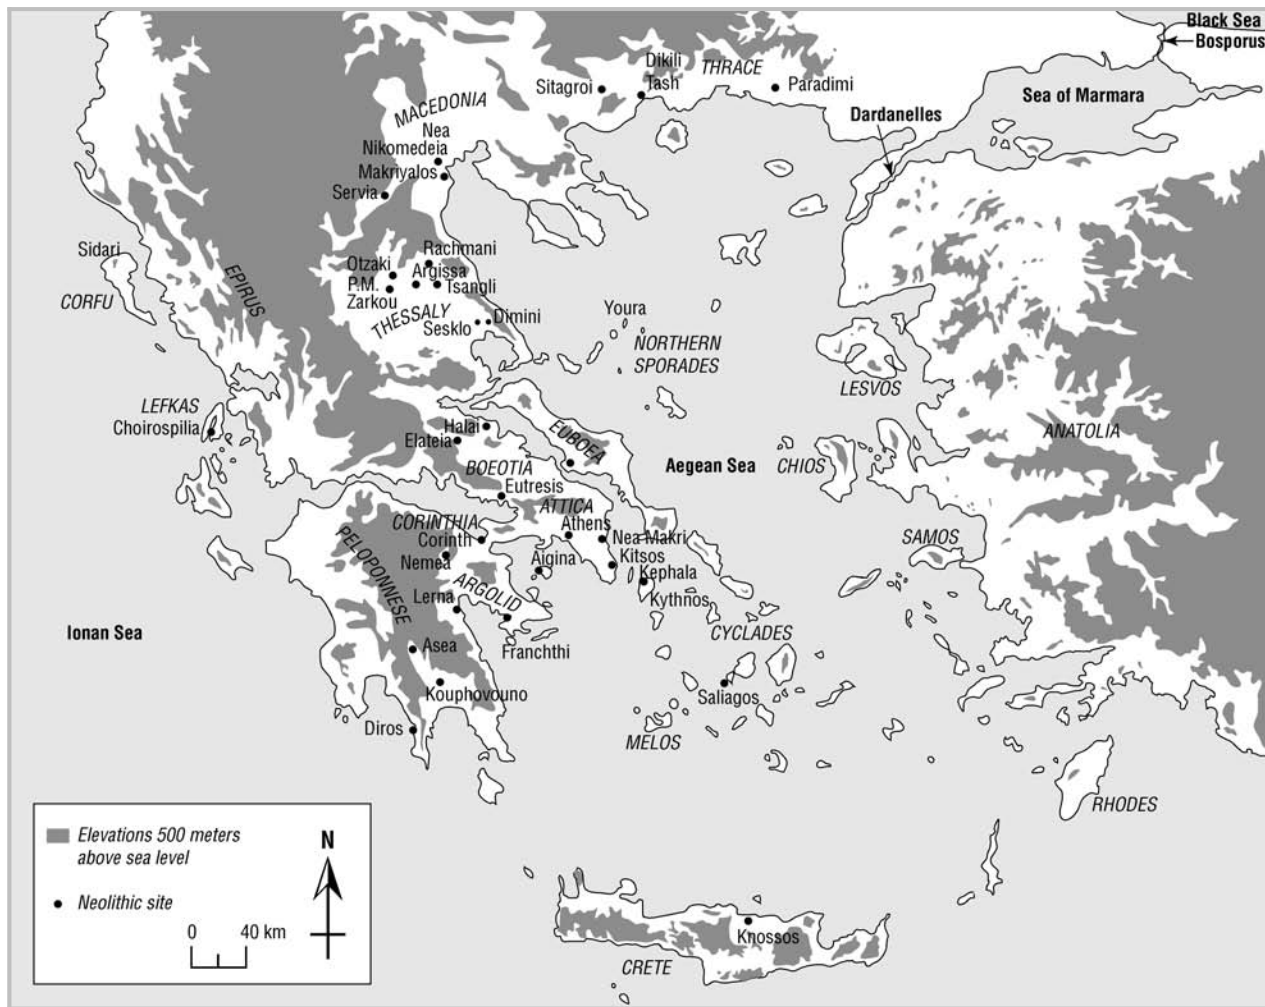 Black Sea
Bosporus
Dikili
Tash
THRACE
Sitagroi
Paradimi
Sea of Marmara
Dardanelles
MACEDONIA
Nea
Nikomedeia
Makriyalos
Servia
Sidari
CORFU
EPIRUS
Rachmani
Otzaki
Argissa
P.M.
Zarkou
Tsangli
THESSALY
Sesklo
Dimini
Youra
NORTHERN
SPORADES
LESVOS
LEFKAS
Choirospilia
Halai
Elateia
EUBOEA
BOEOTIA
Eutresis
Aegean Sea
CHIOS
ANATOLIA
ATTICA
Athens
CORINTHIA
Corinth
Nemea
Nea Makri
Kitsos
Aigina
Kephala
Kythnos
SAMOS
PELOPONNESE
ARGOLID
Lerna
Franchthi
CYCLADES
Ionan Sea
Asea
Kouphovouno
Saliagos
Diros
MELOS
RHODES
Knossos
CRETE
Elevations 500 meters
above sea level
Neolithic site
0 40 km
N